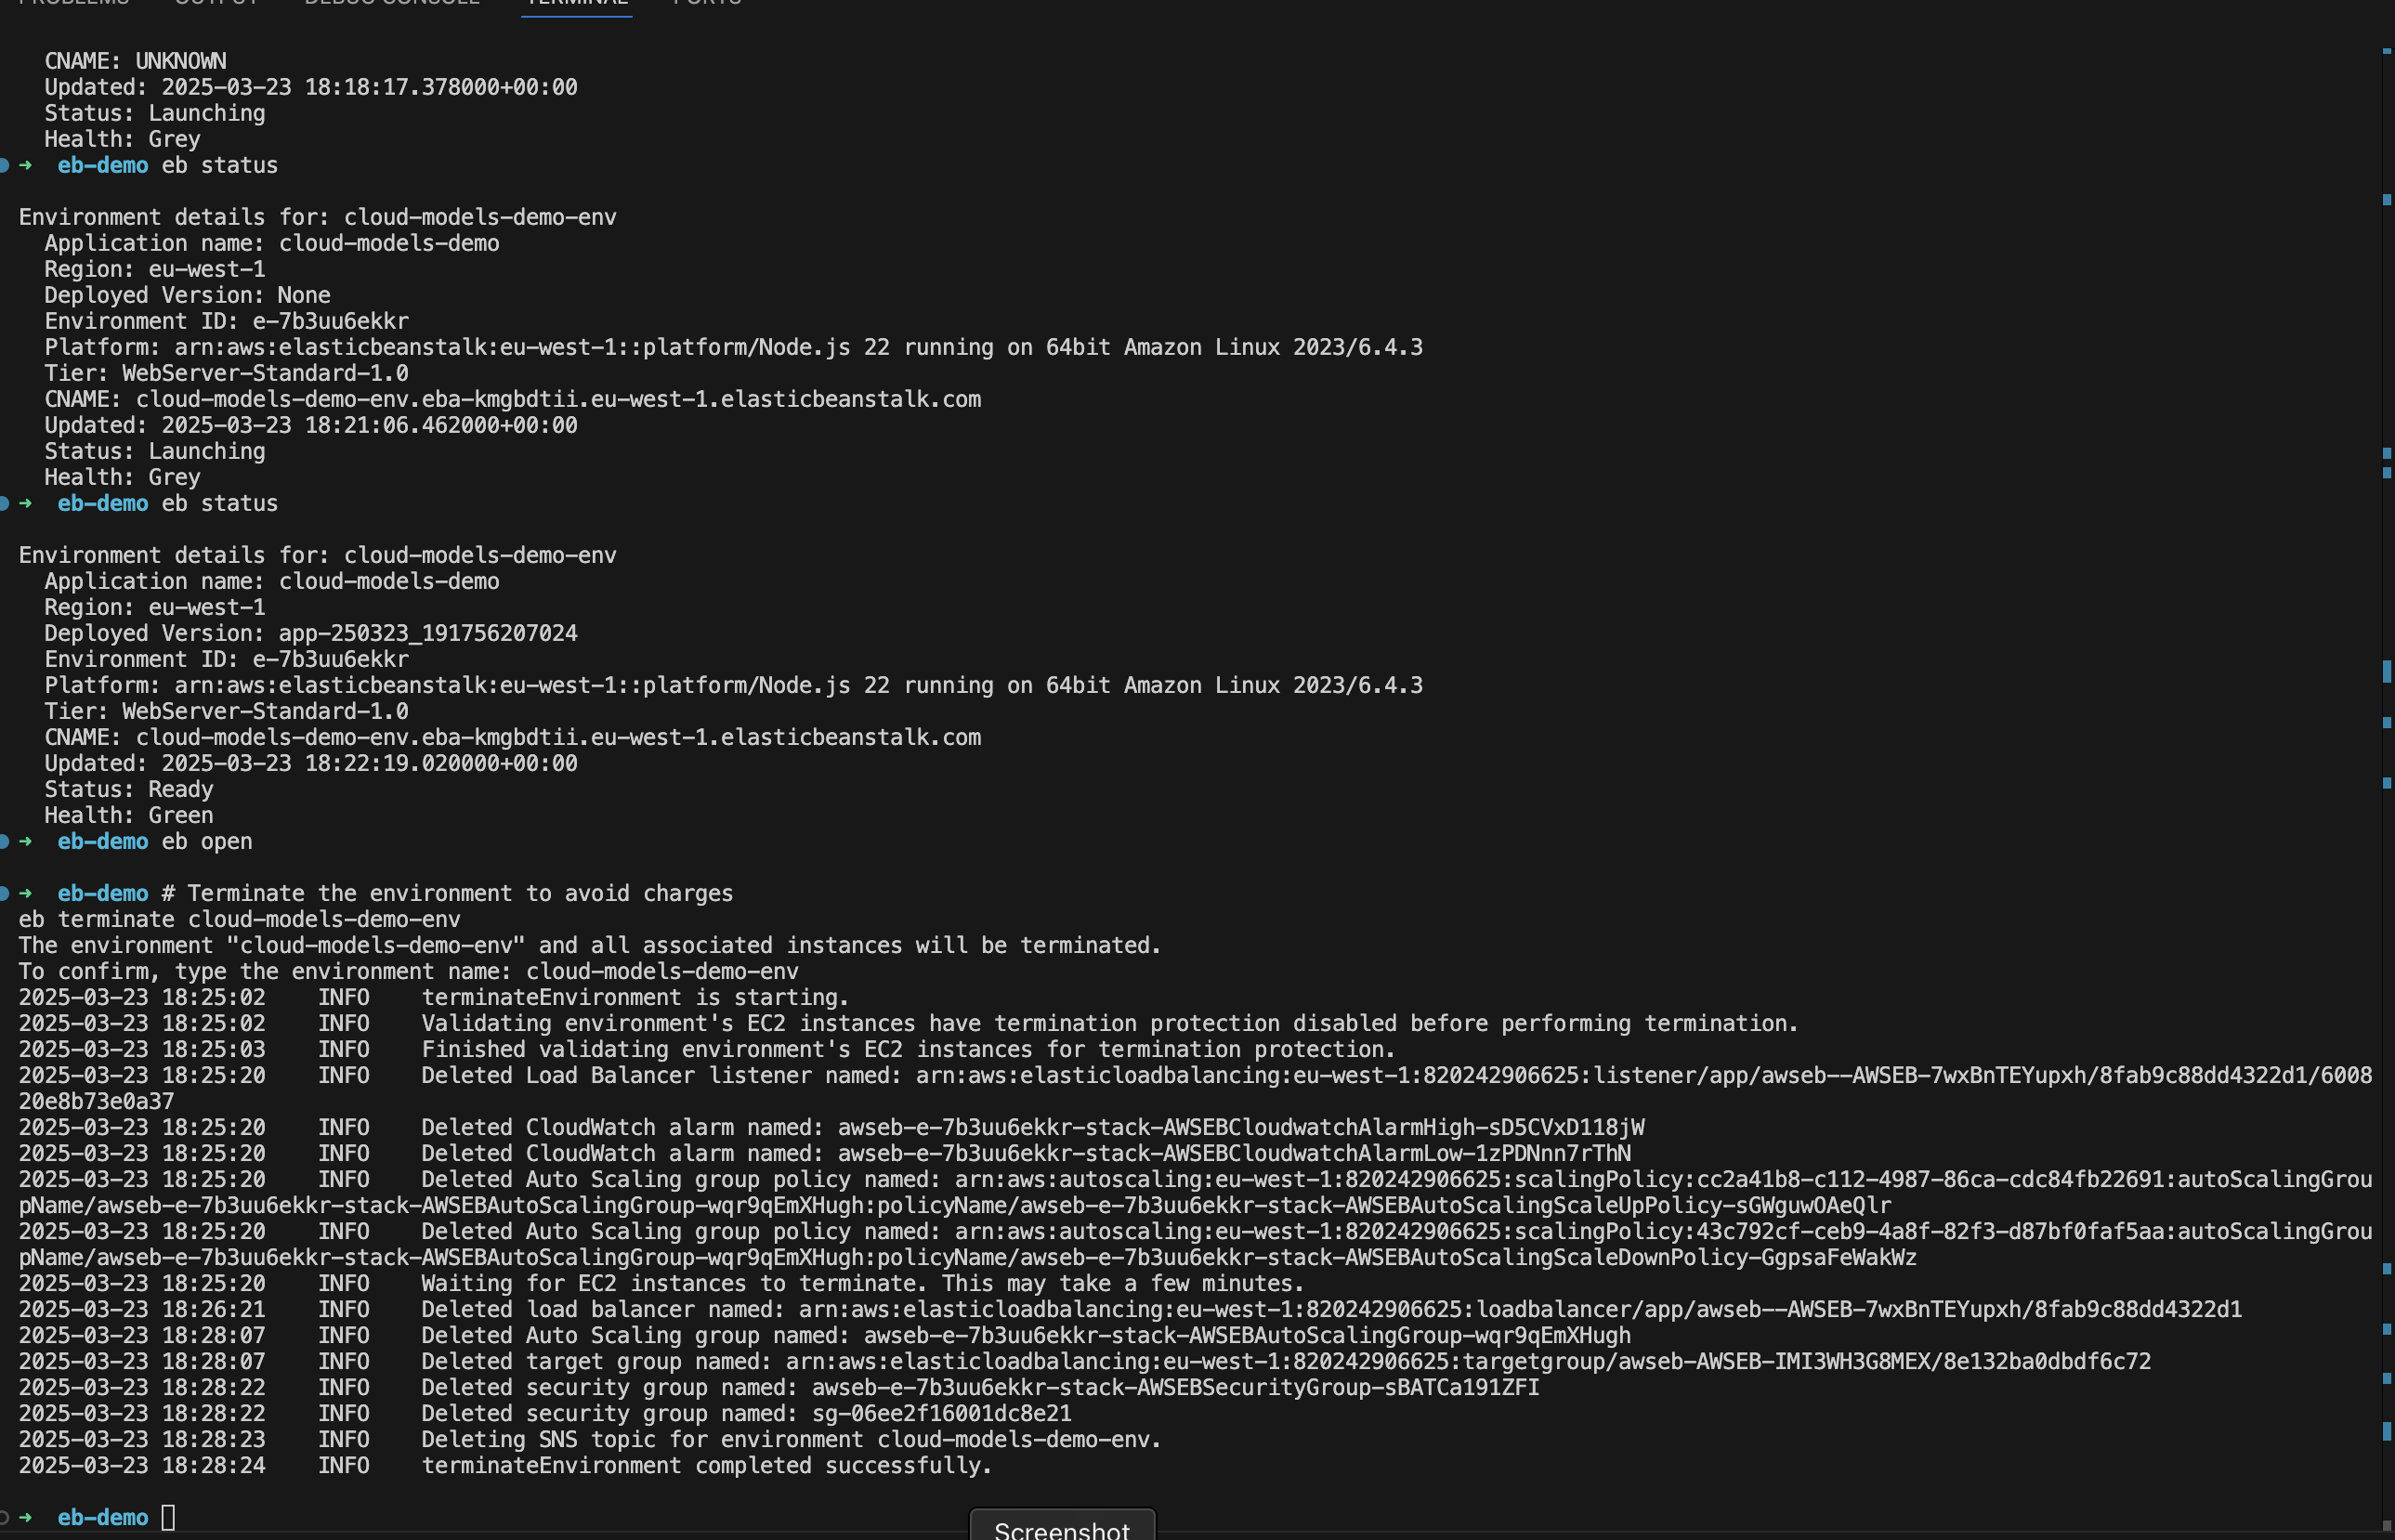 PROBLEMS OUTPUT DEBUG CONSOLE TERMINAL PORTS
CNAME: UNKNOWN
Updated: 2025-03-23 18:18:17.378000+00:00
Status: Launching
Health: Grey
➜ eb-demo eb status
Environment details for: cloud-models-demo-env
Application name: cloud-models-demo
Region: eu-west-1
Deployed Version: None
Environment ID: e-7b3uu6ekkr
Platform: arn:aws:elasticbeanstalk:eu-west-1::platform/Node.js 22 running on 64bit Amazon Linux 2023/6.4.3
Tier: WebServer-Standard-1.0
CNAME: cloud-models-demo-env.eba-kmgbdtii.eu-west-1.elasticbeanstalk.com
Updated: 2025-03-23 18:21:06.462000+00:00
Status: Launching
Health: Grey
➜ eb-demo eb status
Environment details for: cloud-models-demo-env
Application name: cloud-models-demo
Region: eu-west-1
Deployed Version: app-250323_191756207024
Environment ID: e-7b3uu6ekkr
Platform: arn:aws:elasticbeanstalk:eu-west-1::platform/Node.js 22 running on 64bit Amazon Linux 2023/6.4.3
Tier: WebServer-Standard-1.0
CNAME: cloud-models-demo-env.eba-kmgbdtii.eu-west-1.elasticbeanstalk.com
Updated: 2025-03-23 18:22:19.020000+00:00
Status: Ready
Health: Green
➜ eb-demo eb open
➜ eb-demo # Terminate the environment to avoid charges
eb terminate cloud-models-demo-env
The environment "cloud-models-demo-env" and all associated instances will be terminated.
To confirm, type the environment name: cloud-models-demo-env
2025-03-23 18:25:02 INFO terminateEnvironment is starting.
2025-03-23 18:25:02 INFO Validating environment's EC2 instances have termination protection disabled before performing termination.
2025-03-23 18:25:03 INFO Finished validating environment's EC2 instances for termination protection.
2025-03-23 18:25:20 INFO Deleted Load Balancer listener named: arn:aws:elasticloadbalancing:eu-west-1:820242906625:listener/app/awseb--AWSEB-7wxBnTEYupxh/8fab9c88dd4322d1/6008
20e8b73e0a37
2025-03-23 18:25:20 INFO Deleted CloudWatch alarm named: awseb-e-7b3uu6ekkr-stack-AWSEBCloudwatchAlarmHigh-sD5CVxD118jW
2025-03-23 18:25:20 INFO Deleted CloudWatch alarm named: awseb-e-7b3uu6ekkr-stack-AWSEBCloudwatchAlarmLow-1zPDNnn7rThN
2025-03-23 18:25:20 INFO Deleted Auto Scaling group policy named: arn:aws:autoscaling:eu-west-1:820242906625:scalingPolicy:cc2a41b8-c112-4987-86ca-cdc84fb22691:autoScalingGrou
pName/awseb-e-7b3uu6ekkr-stack-AWSEBAutoScalingGroup-wqr9qEmXHugh:policyName/awseb-e-7b3uu6ekkr-stack-AWSEBAutoScalingScaleUpPolicy-sGWguwOAeQlr
2025-03-23 18:25:20 INFO Deleted Auto Scaling group policy named: arn:aws:autoscaling:eu-west-1:820242906625:scalingPolicy:43c792cf-ceb9-4a8f-82f3-d87bf0faf5aa:autoScalingGrou
pName/awseb-e-7b3uu6ekkr-stack-AWSEBAutoScalingGroup-wqr9qEmXHugh:policyName/awseb-e-7b3uu6ekkr-stack-AWSEBAutoScalingScaleDownPolicy-GgpsaFeWakWz
2025-03-23 18:25:20 INFO Waiting for EC2 instances to terminate. This may take a few minutes.
2025-03-23 18:26:21 INFO Deleted load balancer named: arn:aws:elasticloadbalancing:eu-west-1:820242906625:loadbalancer/app/awseb--AWSEB-7wxBnTEYupxh/8fab9c88dd4322d1
2025-03-23 18:28:07 INFO Deleted Auto Scaling group named: awseb-e-7b3uu6ekkr-stack-AWSEBAutoScalingGroup-wqr9qEmXHugh
2025-03-23 18:28:07 INFO Deleted target group named: arn:aws:elasticloadbalancing:eu-west-1:820242906625:targetgroup/awseb-AWSEB-IMI3WH3G8MEX/8e132ba0dbdf6c72
2025-03-23 18:28:22 INFO Deleted security group named: awseb-e-7b3uu6ekkr-stack-AWSEBSecurityGroup-sBATCa191ZFI
2025-03-23 18:28:22 INFO Deleted security group named: sg-06ee2f16001dc8e21
2025-03-23 18:28:23 INFO Deleting SNS topic for environment cloud-models-demo-env.
2025-03-23 18:28:24 INFO terminateEnvironment completed successfully.
➜ eb-demo
Screenshot